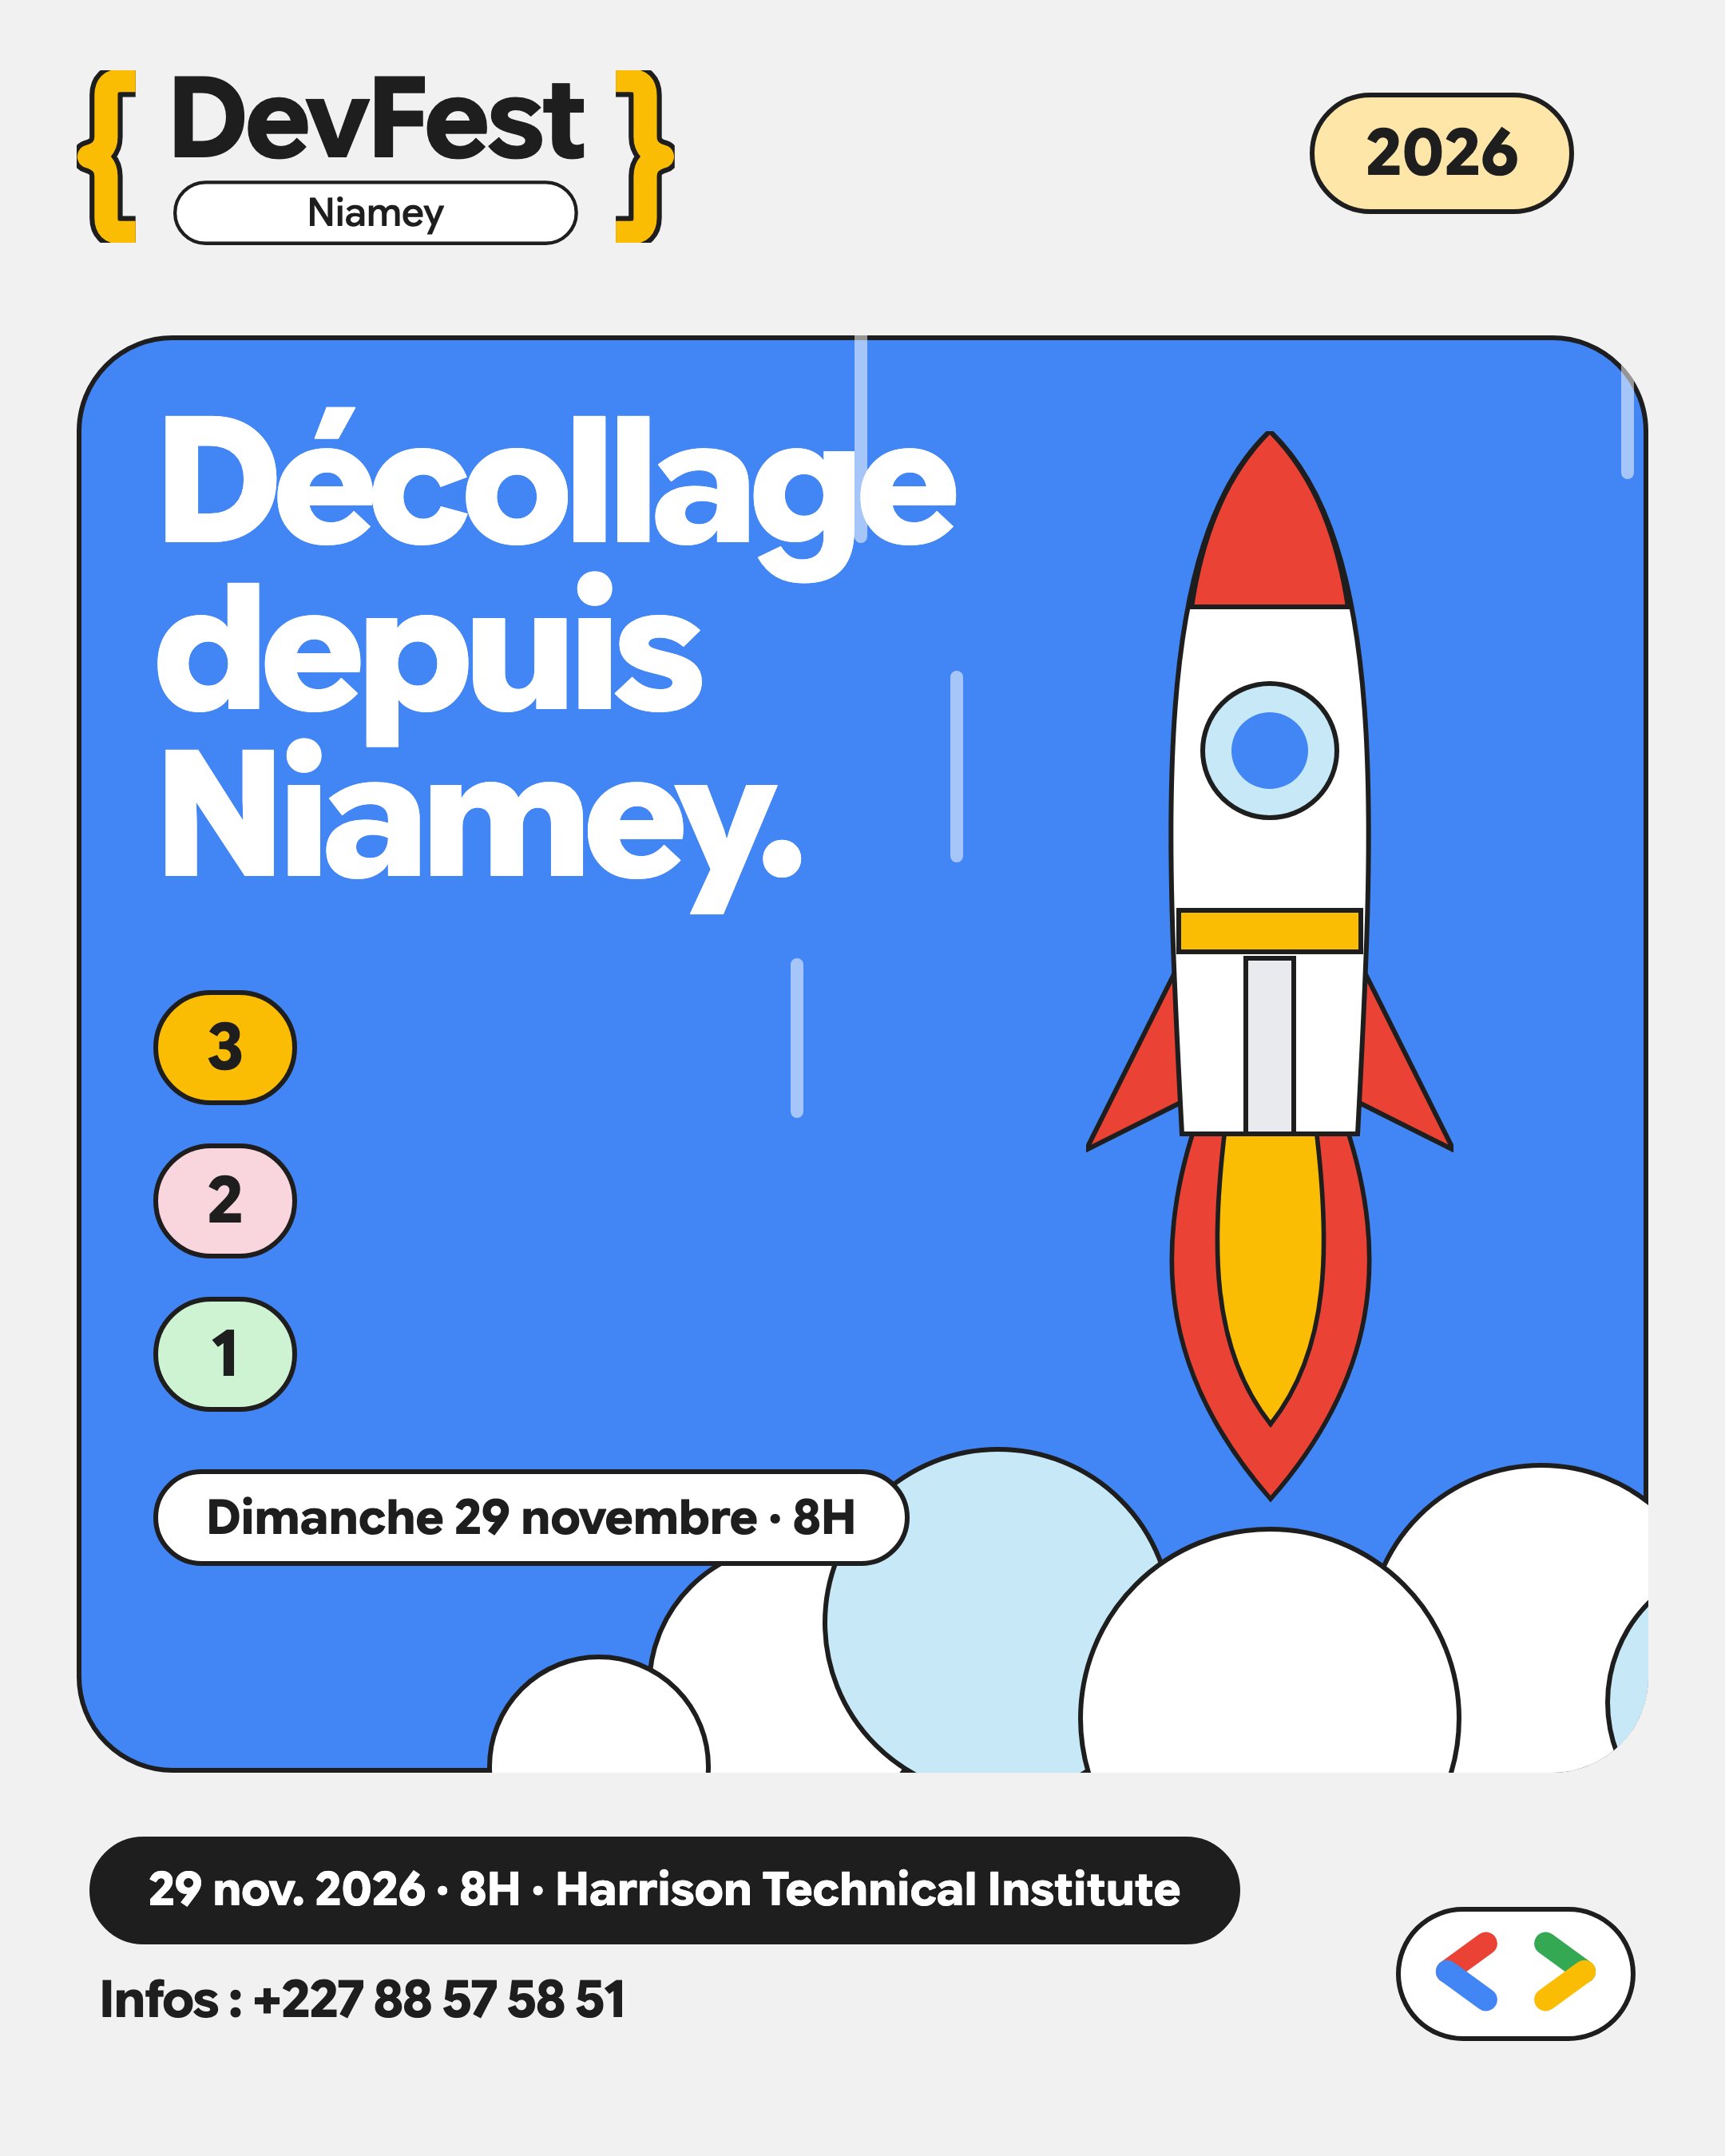 DevFest
Niamey
2026
Décollage
depuis
Niamey.
3
2
1
Dimanche 29 novembre · 8H
29 nov. 2026 · 8H · Harrison Technical Institute
Infos : +227 88 57 58 51